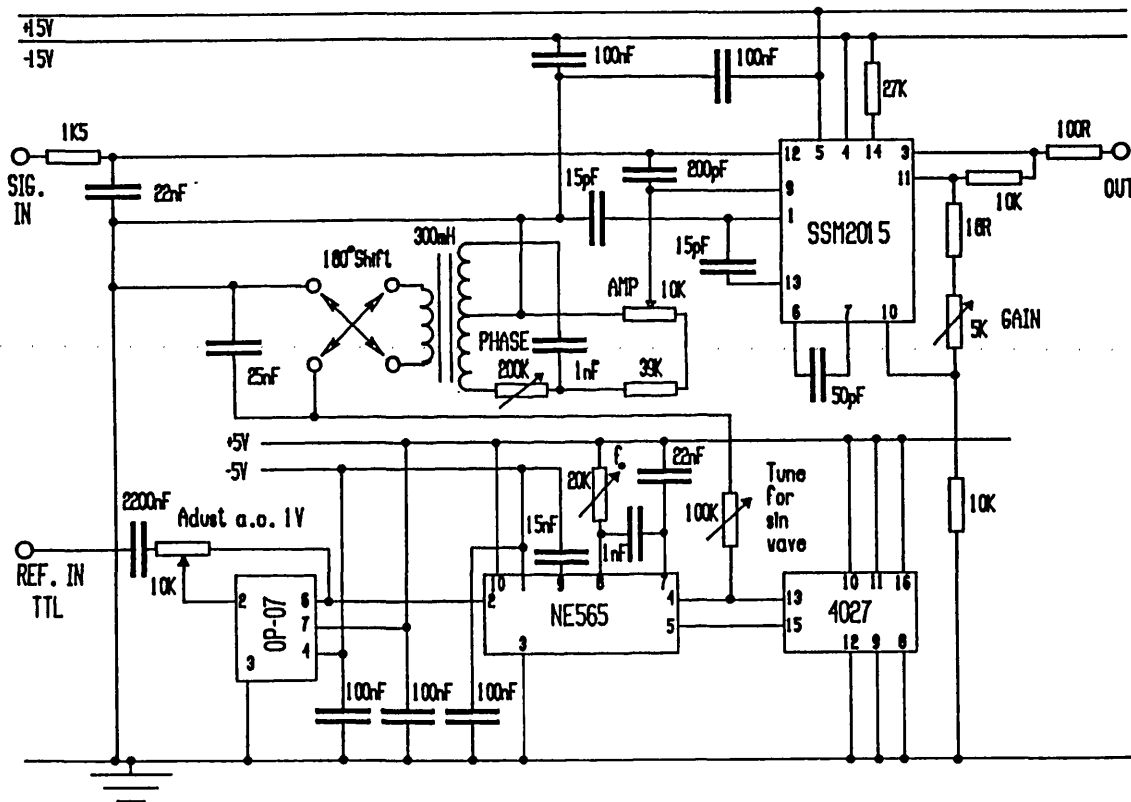 +15V
-15V
100nF
100nF
27K
1K5
100R
12
5
4
14
3
SIG.
IN
22nF
200pF
9
11
OUT
10K
15pF
1
SSM2015
18R
300mH
15pF
180° Shift
13
AMP
10K
6
7
10
5K
GAIN
PHASE
25nF
200K
1nF
39K
50pF
+5V
-5V
f.
22nF
Tune
for
sin
wave
20K
2200nF
Adust a.c. 1V
15nF
1nF
100K
10K
REF. IN
TTL
10K
10
1
9
8
7
10
11
16
2
6
2
NE565
4
13
4027
OP-07
7
5
15
3
4
3
12
9
8
100nF
100nF
100nF